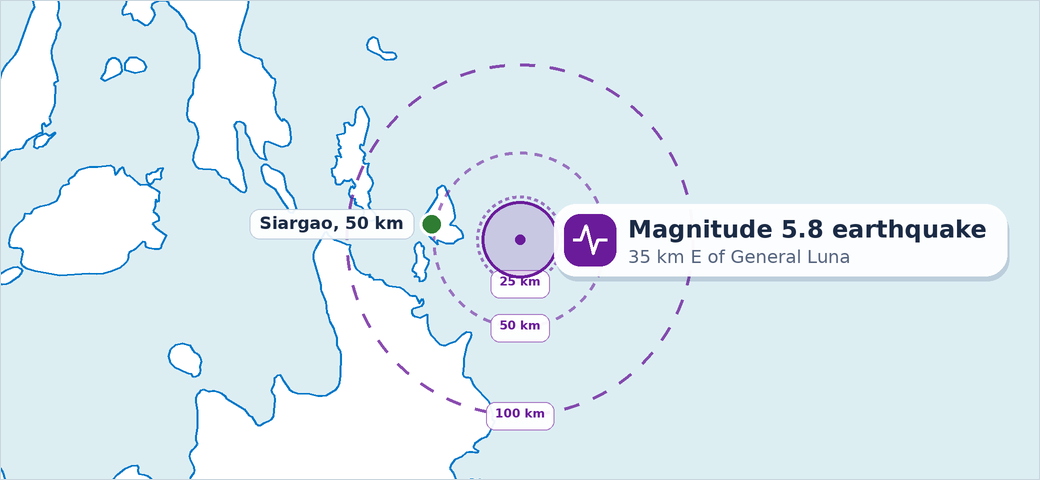 Siargao, 50 km
Magnitude 5.8 earthquake
35 km E of General Luna
25 km
50 km
100 km